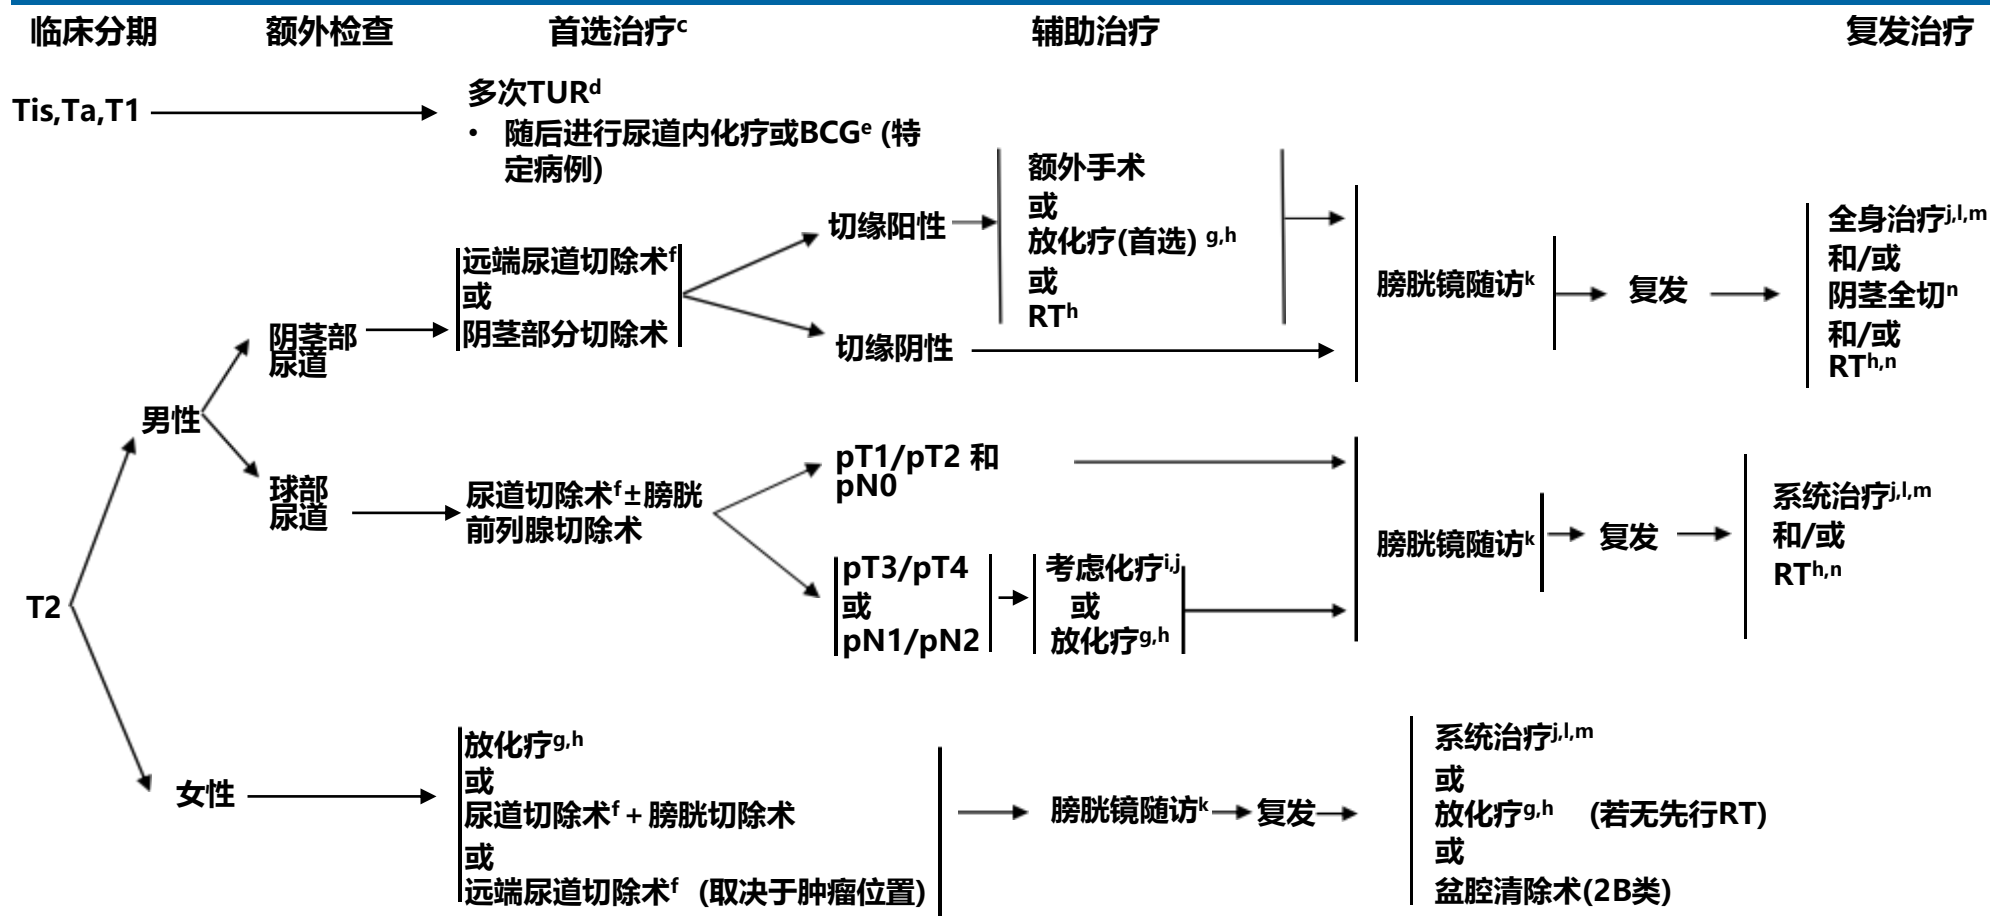 临床分期 额外检查 首选治疗c 辅助治疗 复发治疗
Tis,Ta,T1
多次TURd
• 随后进行尿道内化疗或BCGe (特
定病例)
T2
男性
阴茎部
尿道
远端尿道切除术f
或
阴茎部分切除术
切缘阳性
额外手术
或
放化疗(首选) g,h
或
RTh
切缘阴性
膀胱镜随访k
复发
全身治疗j,l,m
和/或
阴茎全切n
和/或
RTh,n
球部
尿道
尿道切除术f±膀胱
前列腺切除术
pT1/pT2 和
pN0
pT3/pT4
或
pN1/pN2
考虑化疗i,j
或
放化疗g,h
膀胱镜随访k
复发
系统治疗j,l,m
和/或
RTh,n
女性
放化疗g,h
或
尿道切除术f + 膀胱切除术
或
远端尿道切除术f (取决于肿瘤位置)
膀胱镜随访k
复发
系统治疗j,l,m
或
放化疗g,h (若无先行RT)
或
盆腔清除术(2B类)